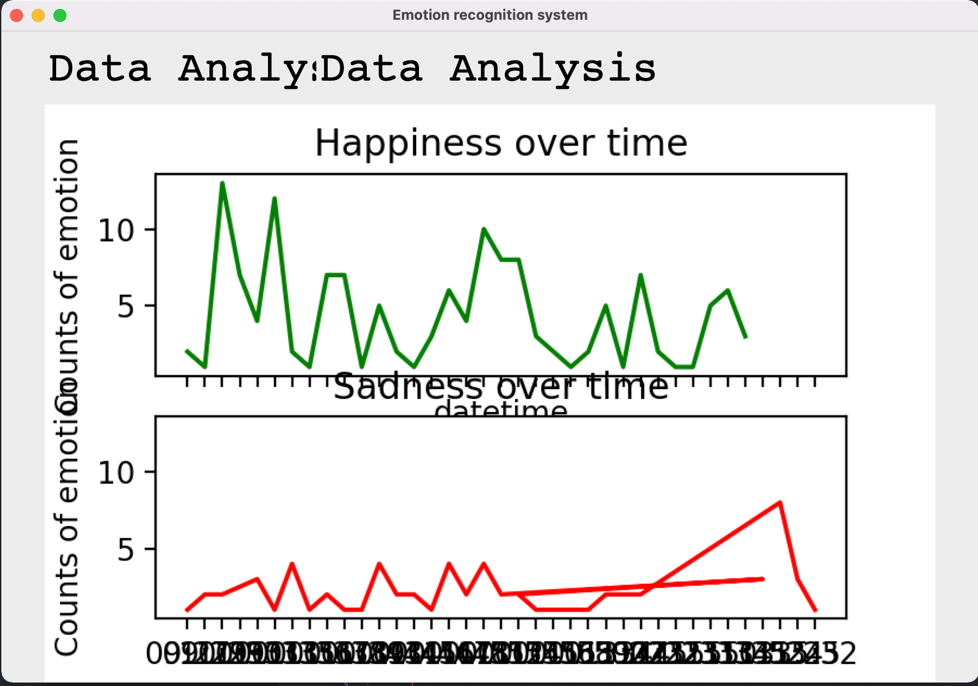 Emotion recognition system
Data Analy Data Analysis
Happiness over time
Counts of emotion
10
5
Sadness over time
datetime
Counts of emotion
10
5